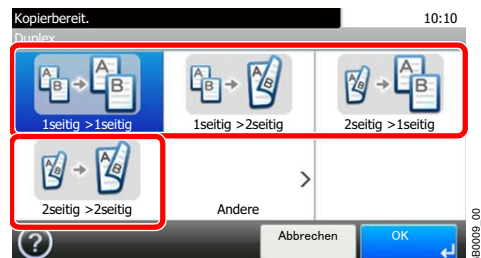 Kopierbereit. 10:10
Duplex
1seitig >1seitig 1seitig >2seitig 2seitig >1seitig
2seitig >2seitig Andere
Abbrechen OK
B0009_00